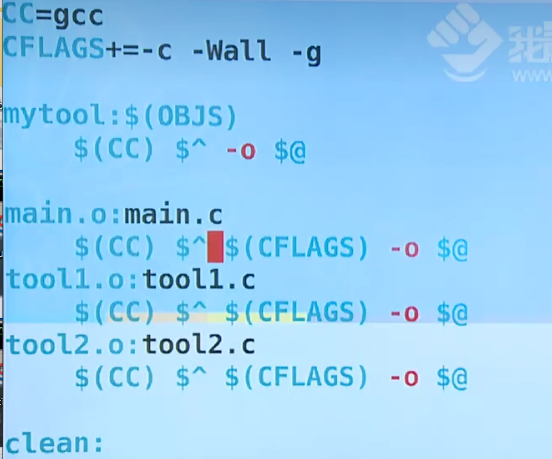 CC=gcc
CFLAGS+=-c -Wall -g
mytool:$(OBJS)
	$(CC) $^ -o $@
main.o:main.c
	$(CC) $^ $(CFLAGS) -o $@
tool1.o:tool1.c
	$(CC) $^ $(CFLAGS) -o $@
tool2.o:tool2.c
	$(CC) $^ $(CFLAGS) -o $@
clean:
www